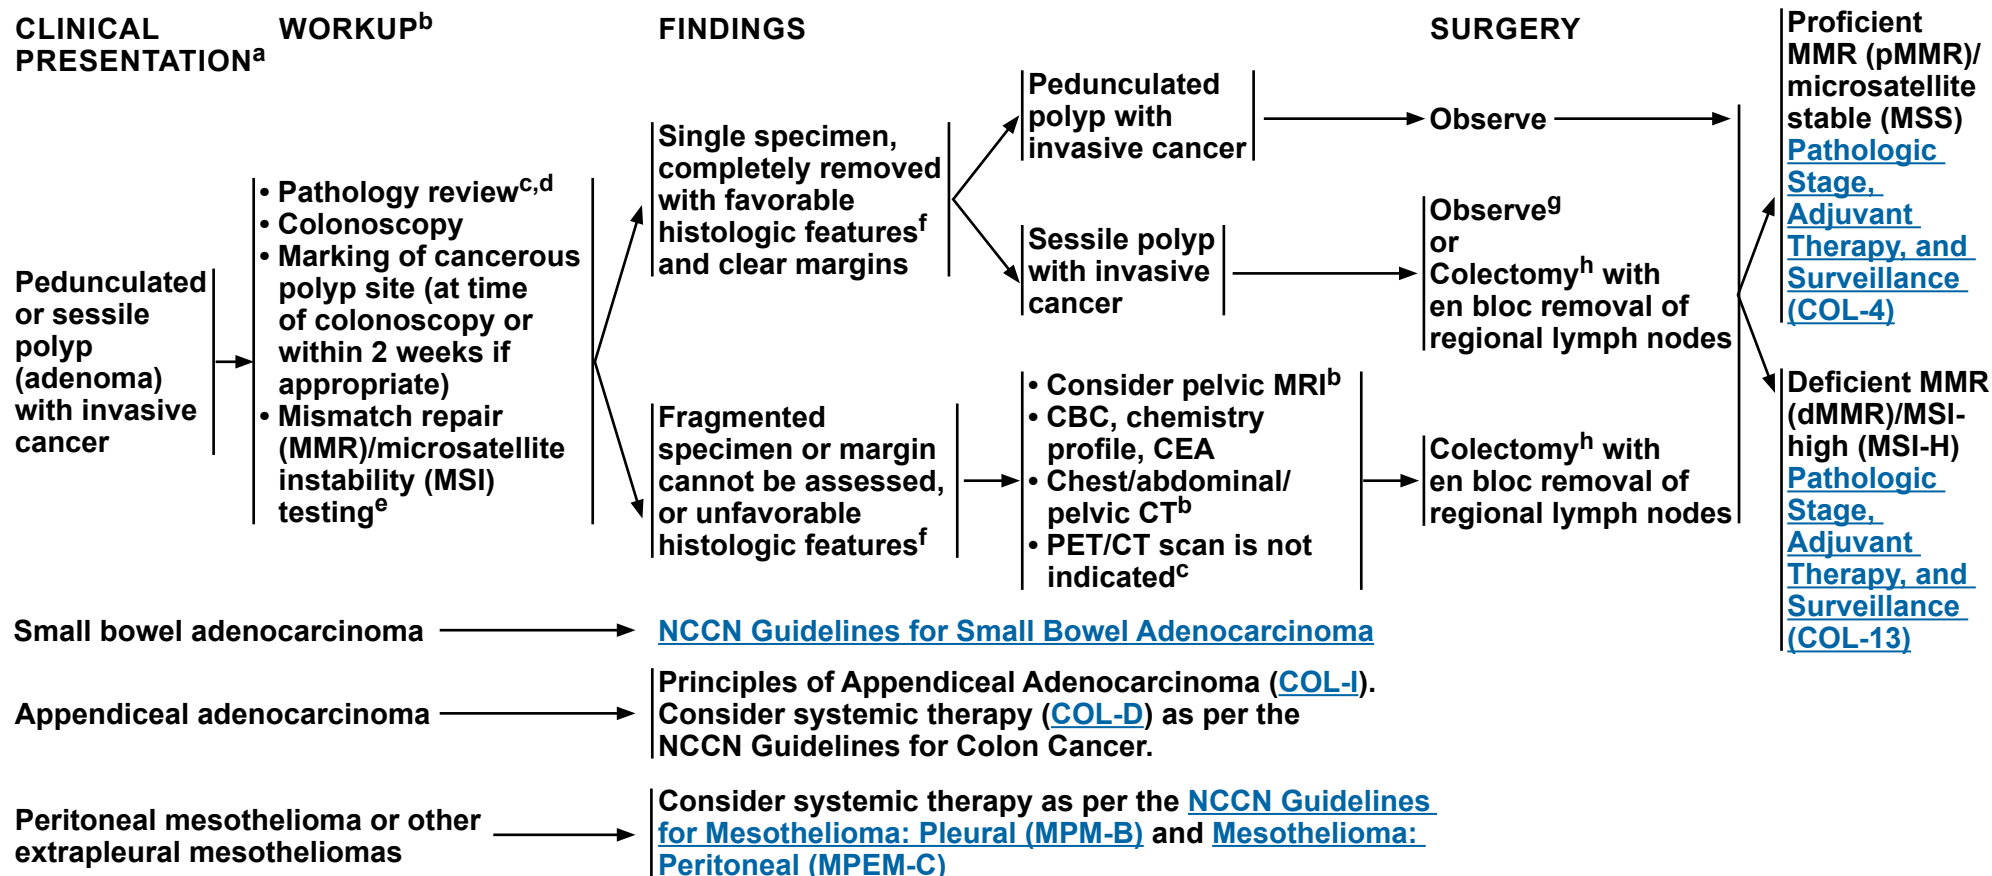 CLINICAL
PRESENTATIONa
WORKUPb
FINDINGS
SURGERY
Pedunculated
or sessile
polyp
(adenoma)
with invasive
cancer
• Pathology reviewc,d
• Colonoscopy
• Marking of cancerous
polyp site (at time
of colonoscopy or
within 2 weeks if
appropriate)
• Mismatch repair
(MMR)/microsatellite
instability (MSI)
testinge
Single specimen,
completely removed
with favorable
histologic featuresf
and clear margins
Pedunculated
polyp with
invasive cancer
Observe
Sessile polyp
with invasive
cancer
Observeg
or
Colectomyh with
en bloc removal of
regional lymph nodes
Fragmented
specimen or margin
cannot be assessed,
or unfavorable
histologic featuresf
• Consider pelvic MRIb
• CBC, chemistry
profile, CEA
• Chest/abdominal/
pelvic CTb
• PET/CT scan is not
indicatedc
Colectomyh with
en bloc removal of
regional lymph nodes
Proficient
MMR (pMMR)/
microsatellite
stable (MSS)
Pathologic
Stage,
Adjuvant
Therapy, and
Surveillance
(COL-4)
Deficient MMR
(dMMR)/MSI-
high (MSI-H)
Pathologic
Stage,
Adjuvant
Therapy, and
Surveillance
(COL-13)
Small bowel adenocarcinoma
NCCN Guidelines for Small Bowel Adenocarcinoma
Appendiceal adenocarcinoma
Principles of Appendiceal Adenocarcinoma (COL-I).
Consider systemic therapy (COL-D) as per the
NCCN Guidelines for Colon Cancer.
Peritoneal mesothelioma or other
extrapleural mesotheliomas
Consider systemic therapy as per the NCCN Guidelines
for Mesothelioma: Pleural (MPM-B) and Mesothelioma:
Peritoneal (MPEM-C)